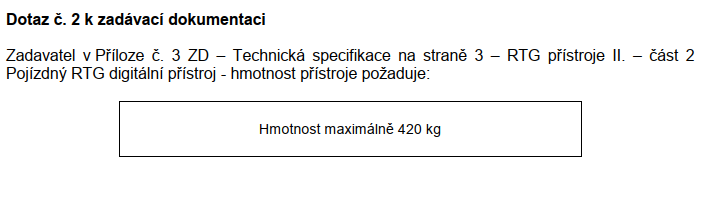 Dotaz č. 2 k zadávací dokumentaci
Zadavatel v Příloze č. 3 ZD – Technická specifikace na straně 3 – RTG přístroje II. – část 2
Pojízdný RTG digitální přístroj - hmotnost přístroje požaduje:
Hmotnost maximálně 420 kg